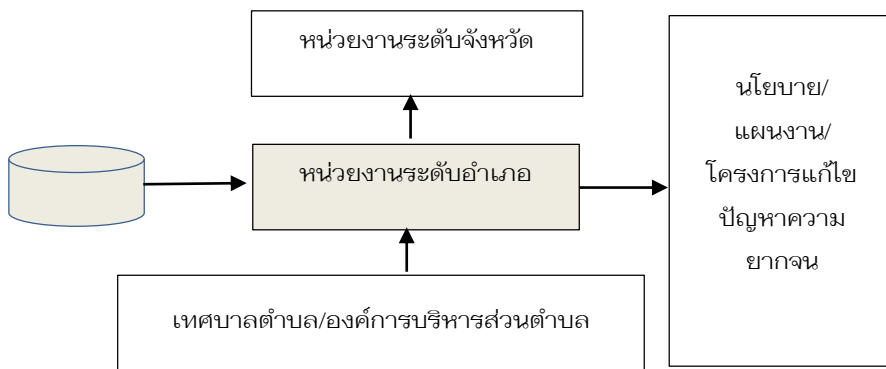 หน่วยงานระดับจังหวัด
หน่วยงานระดับอำเภอ
เทศบาลตำบล/องค์การบริหารส่วนตำบล
นโยบาย/
แผนงาน/
โครงการแก้ไข
ปัญหาความ
ยากจน